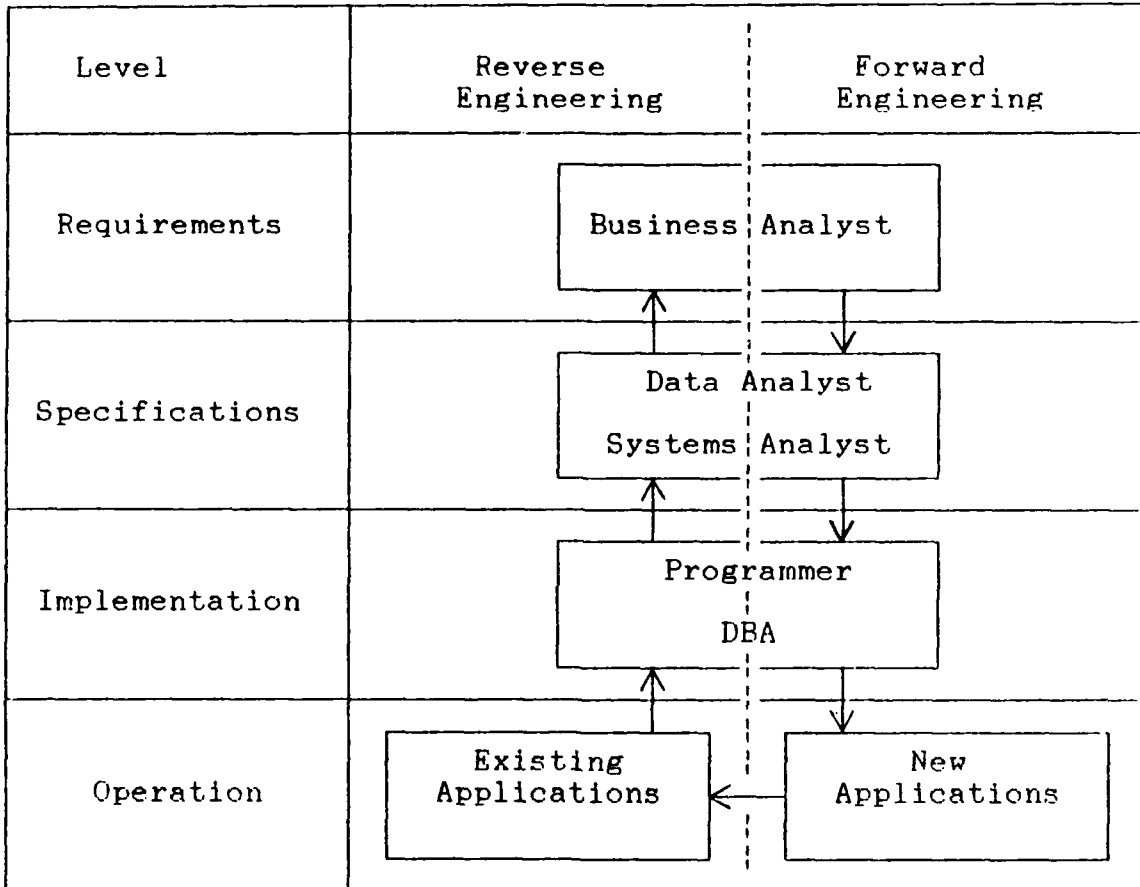 Level
Reverse
Engineering
Forward
Engineering
Requirements
Business Analyst
Specifications
Data Analyst
Systems Analyst
Implementation
Programmer
DBA
Operation
Existing
Applications
New
Applications